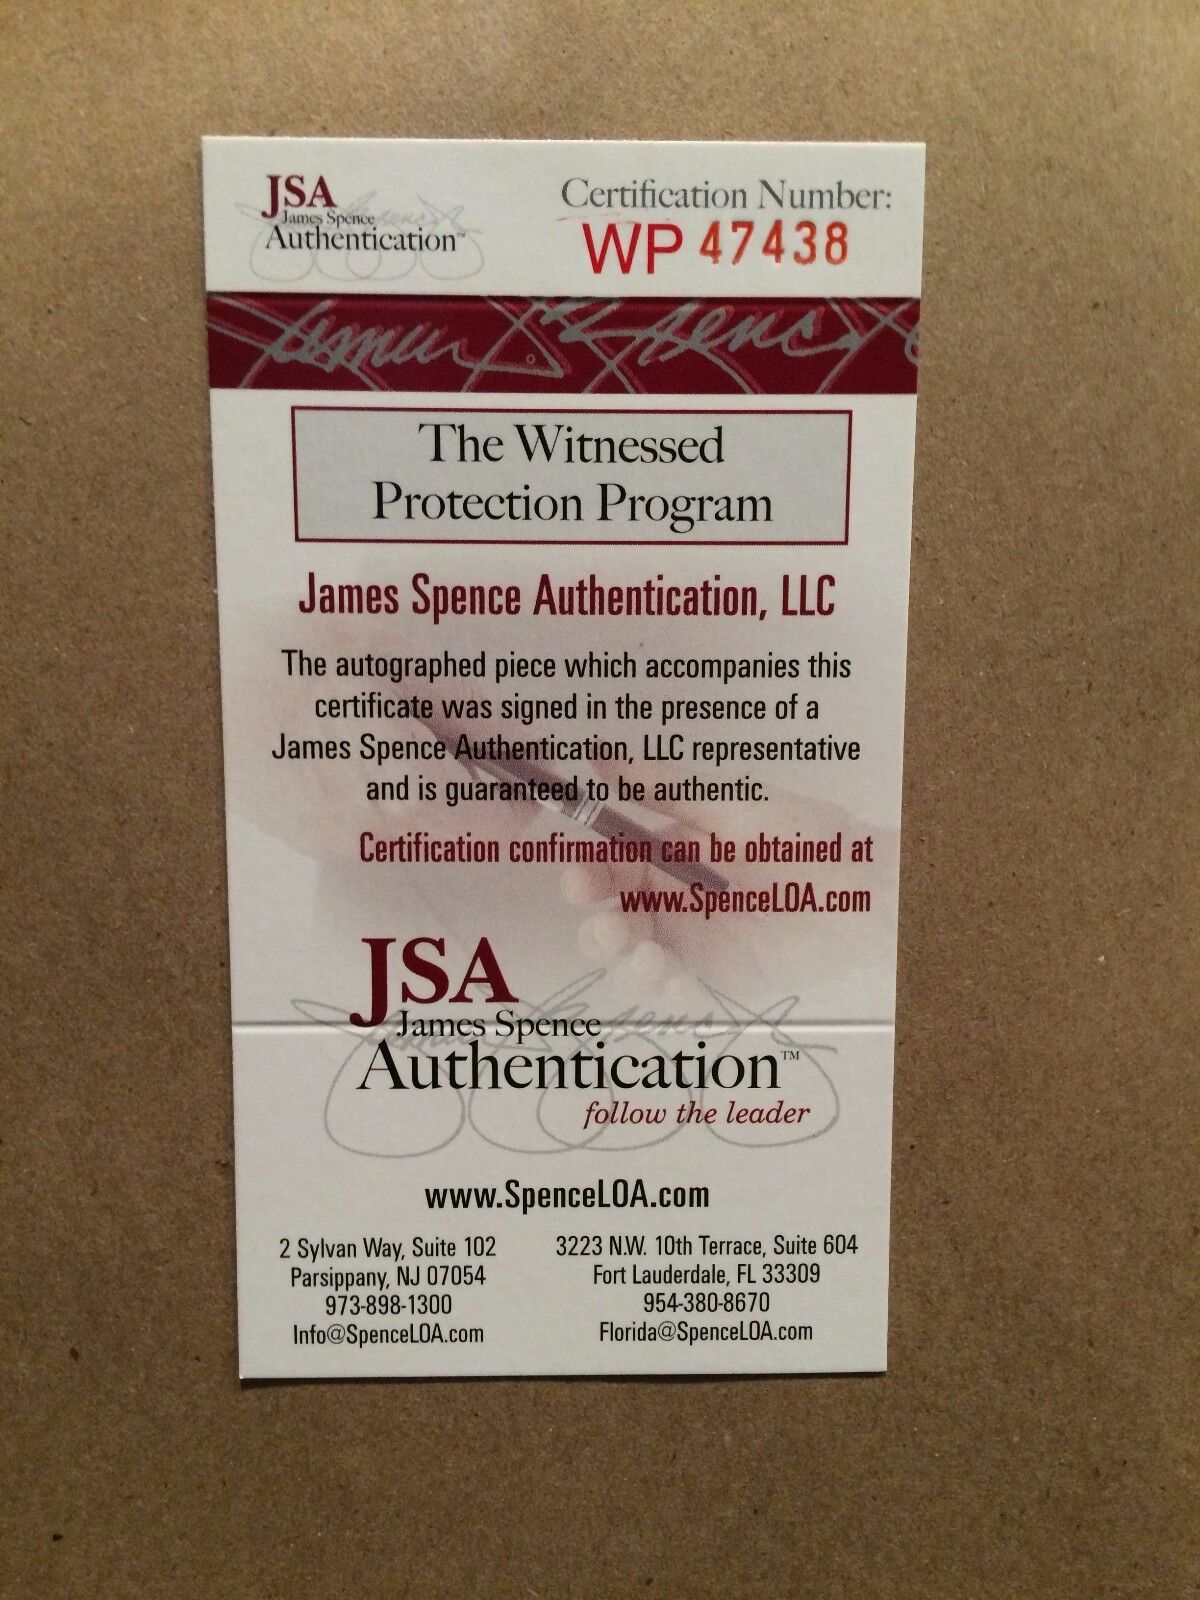 JSA
James Spence
Authentication™
Certification Number:
WP 47438
James Spence
The Witnessed
Protection Program
James Spence Authentication, LLC
The autographed piece which accompanies this
certificate was signed in the presence of a
James Spence Authentication, LLC representative
and is guaranteed to be authentic.
Certification confirmation can be obtained at
www.SpenceLOA.com
JSA
James Spence
Authentication™
follow the leader
www.SpenceLOA.com
2 Sylvan Way, Suite 102
Parsippany, NJ 07054
973-898-1300
Info@SpenceLOA.com
3223 N.W. 10th Terrace, Suite 604
Fort Lauderdale, FL 33309
954-380-8670
Florida@SpenceLOA.com